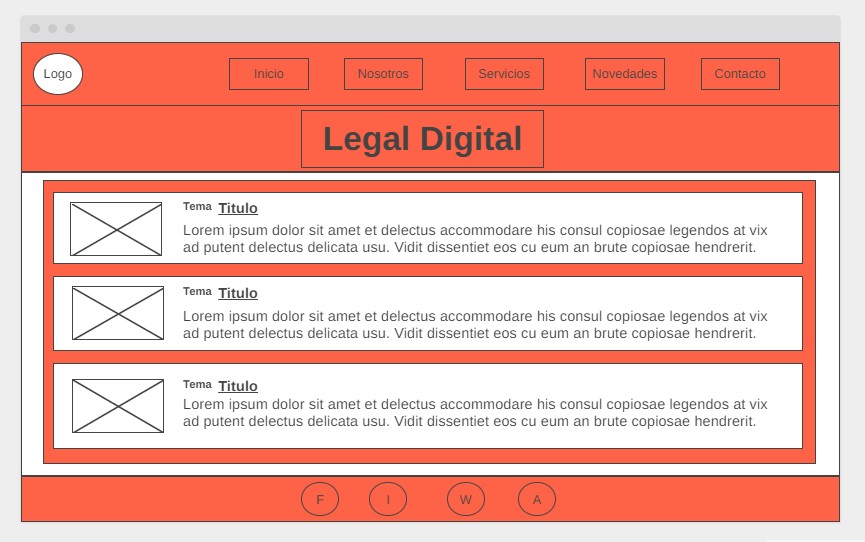 Logo
Inicio
Nosotros
Servicios
Novedades
Contacto
Legal Digital
Tema Titulo
Lorem ipsum dolor sit amet et delectus accommodare his consul copiosae legendos at vix
ad putent delectus delicata usu. Vidit dissentiet eos cu eum an brute copiosae hendrerit.
Tema Titulo
Lorem ipsum dolor sit amet et delectus accommodare his consul copiosae legendos at vix
ad putent delectus delicata usu. Vidit dissentiet eos cu eum an brute copiosae hendrerit.
Tema Titulo
Lorem ipsum dolor sit amet et delectus accommodare his consul copiosae legendos at vix
ad putent delectus delicata usu. Vidit dissentiet eos cu eum an brute copiosae hendrerit.
F
I
W
A